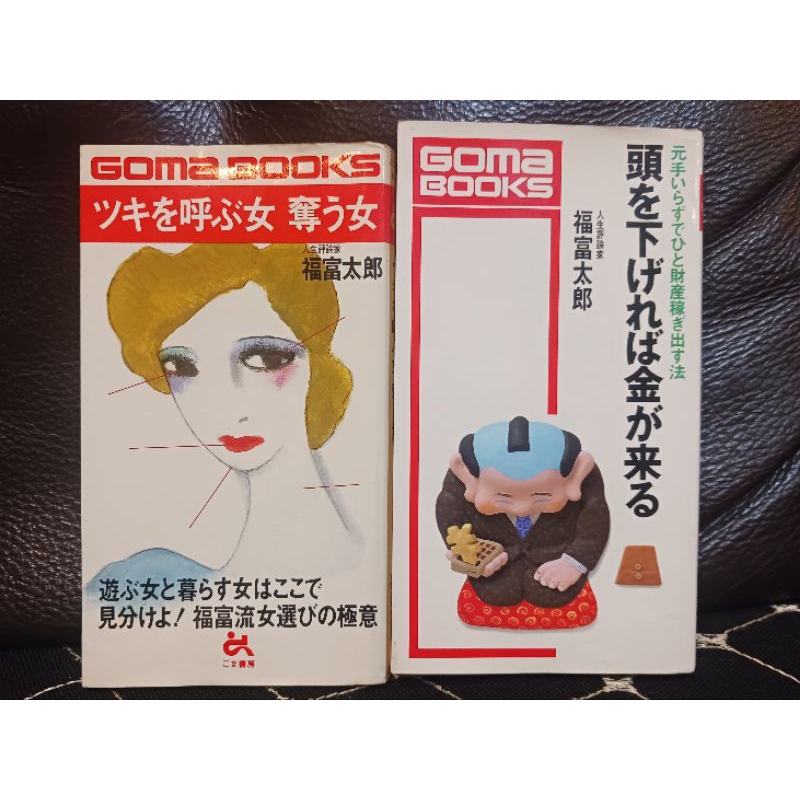 GOMA BOOKS
ツキを呼ぶ女 奪う女
人生評論家
福富太郎
遊ぶ女と暮らす女はここで
見分けよ!福富流女選びの極意
ごま書房
GOMA
BOOKS
元手いらずでひと財産稼ぎ出す法
頭を下げれば金が来る
人生評論家
福富太郎